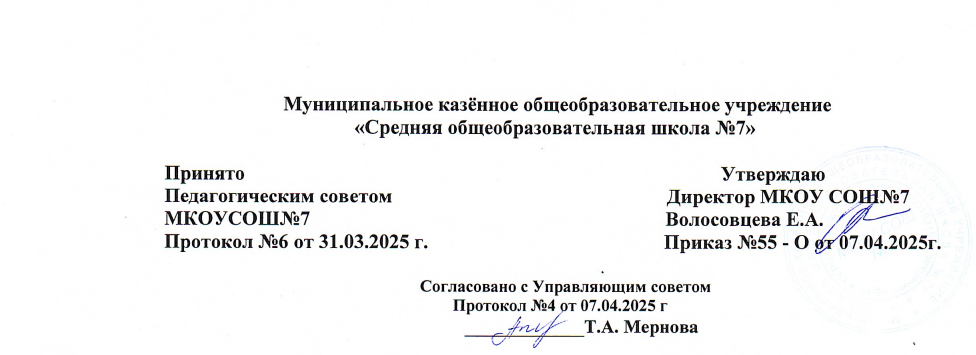 Муниципальное казённое общеобразовательное учреждение
«Средняя общеобразовательная школа №7»
Принято Утверждаю
Педагогическим советом Директор МКОУ СОШ№7
МКОУСОШ№7 Волосовцева Е.А.
Протокол №6 от 31.03.2025 г. Приказ №55 - О от 07.04.2025г.
Согласовано с Управляющим советом
Протокол №4 от 07.04.2025 г
Т.А. Мернова